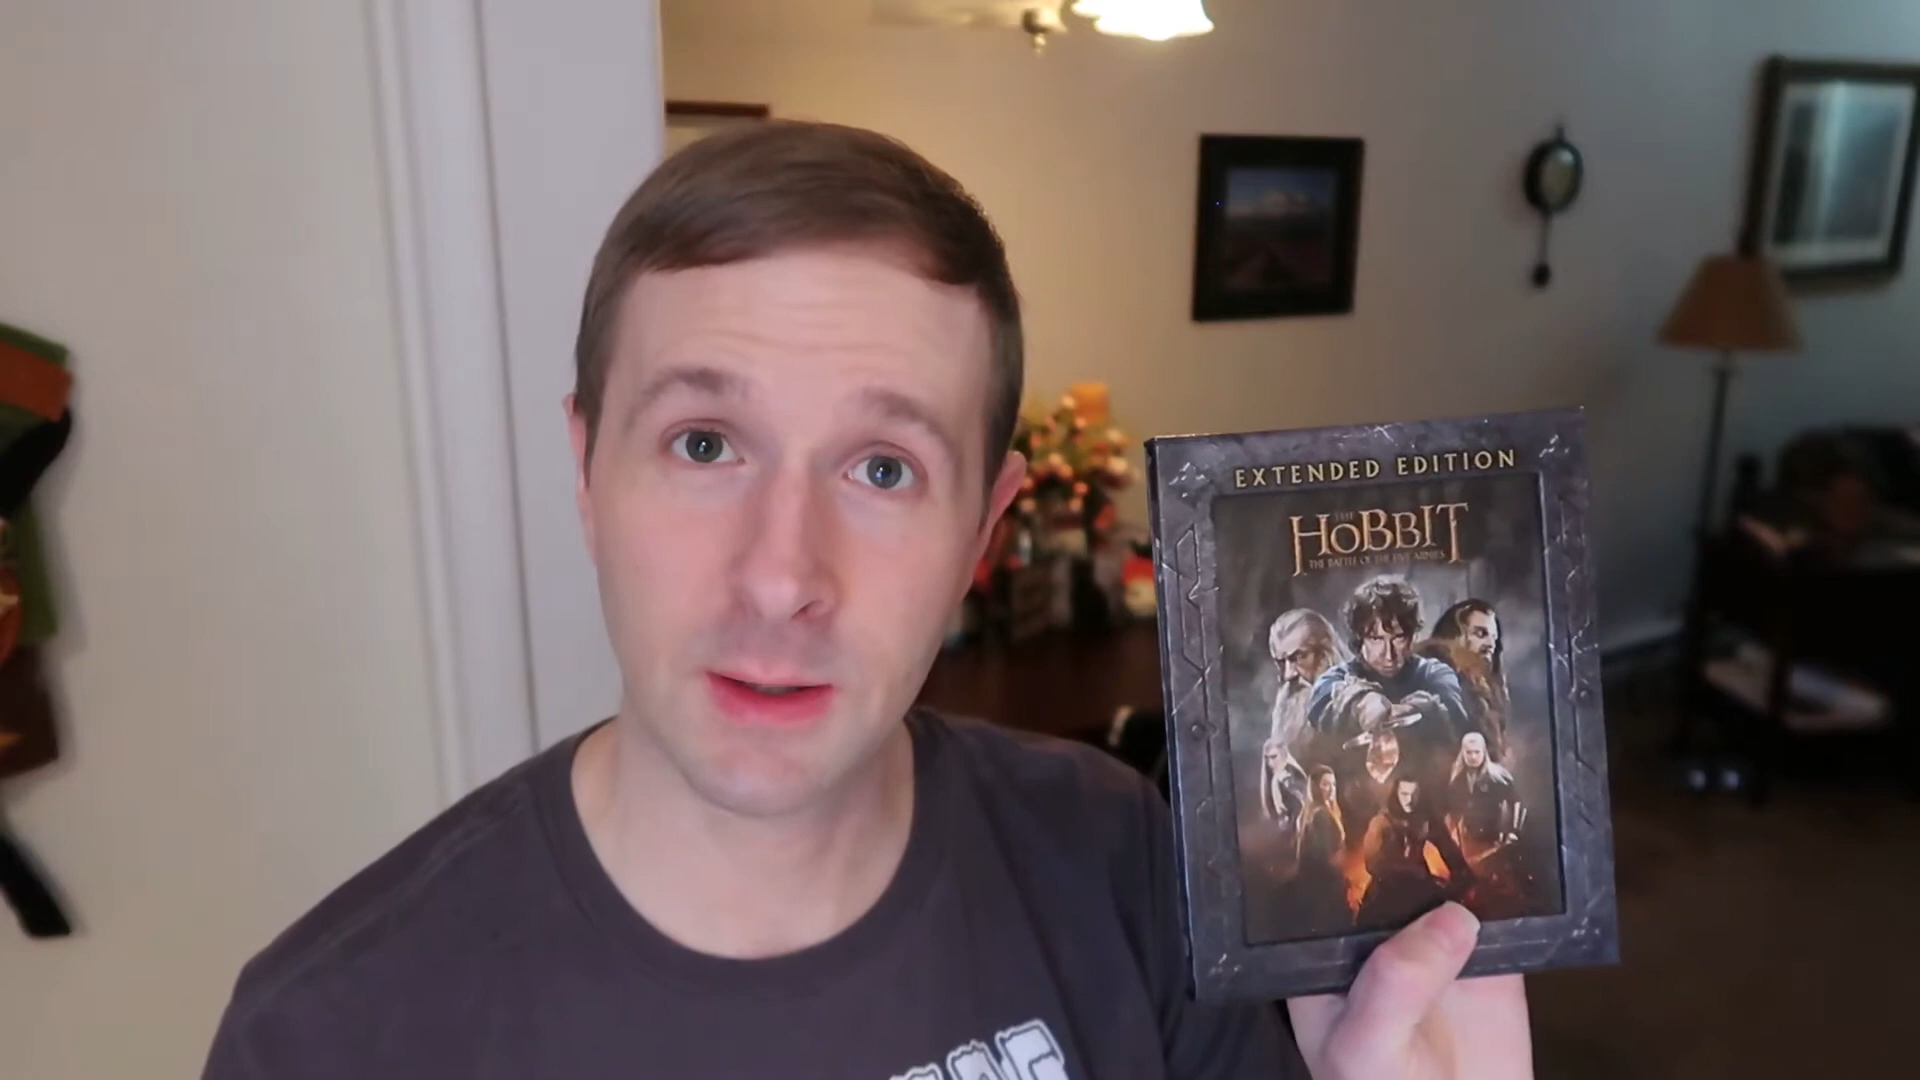 EXTENDED EDITION
THE
HOBBIT
THE BATTLE OF THE FIVE ARMIES